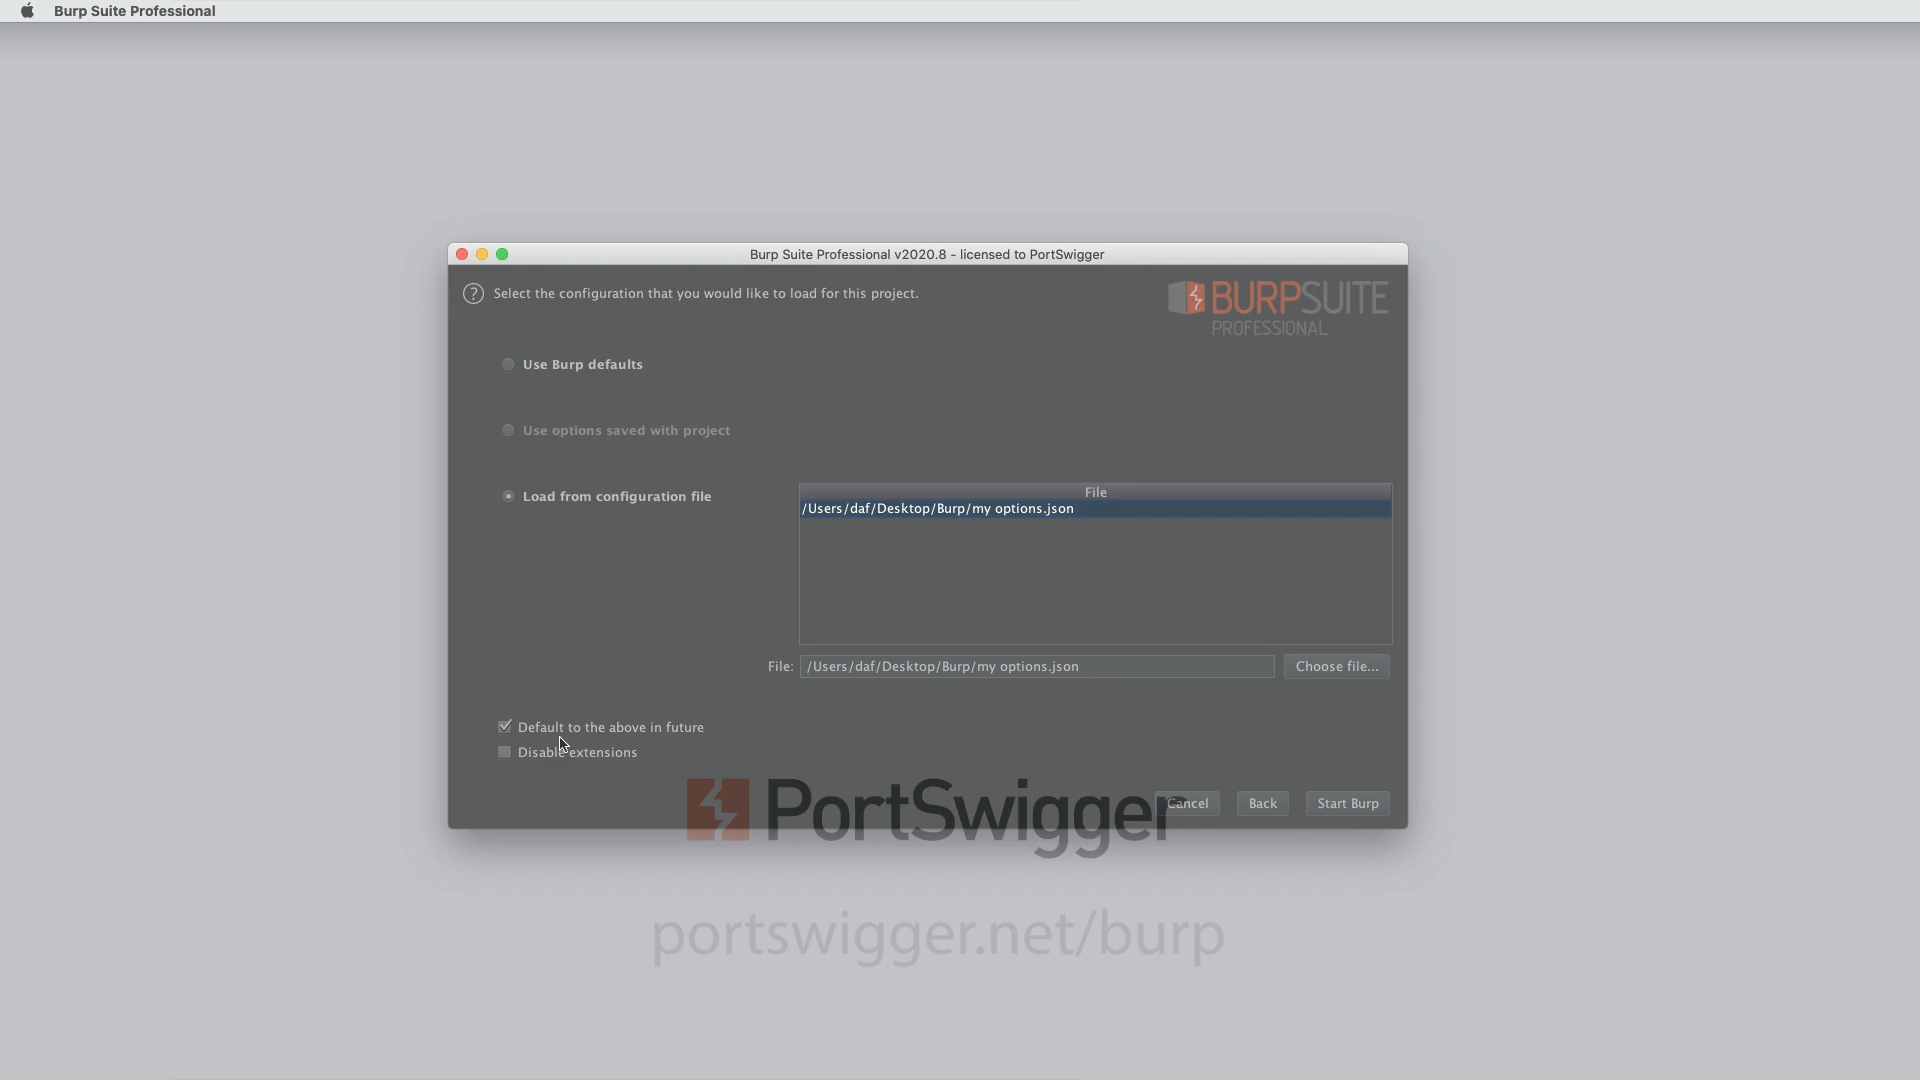 Burp Suite Professional
Burp Suite Professional v2020.8 - licensed to PortSwigger
? Select the configuration that you would like to load for this project.
BURPSUITE
PROFESSIONAL
Use Burp defaults
Use options saved with project
Load from configuration file
File
/Users/daf/Desktop/Burp/my options.json
File: /Users/daf/Desktop/Burp/my options.json Choose file...
Default to the above in future
Disable extensions
Cancel Back Start Burp
PortSwigger
portswigger.net/burp